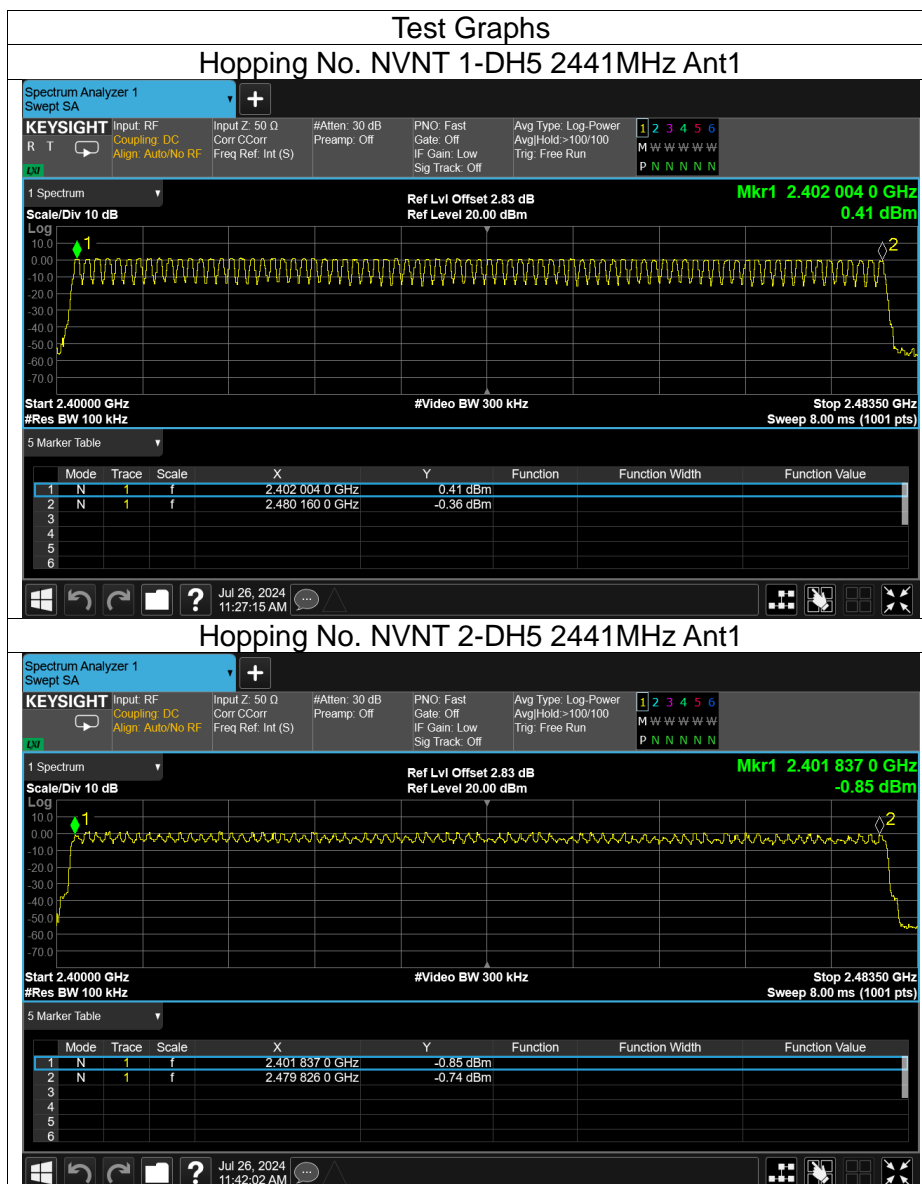 Test Graphs
Hopping No. NVNT 1-DH5 2441MHz Ant1
Spectrum Analyzer 1
Swept SA
+
KEYSIGHT Input: RF Input Z: 50 Ω #Atten: 30 dB PNO: Fast Avg Type: Log-Power 1 2 3 4 5 6
R T Coupling: DC Corr CCorr Preamp: Off Gate: Off Avg|Hold:>100/100 M W W W W W
Align: Auto/No RF Freq Ref: Int (S) IF Gain: Low Trig: Free Run
LXI Sig Track: Off P N N N N N
1 Spectrum Ref Lvl Offset 2.83 dB Mkr1 2.402 004 0 GHz
Scale/Div 10 dB Ref Level 20.00 dBm 0.41 dBm
Log
10.0 1 2
0.00
-10.0
-20.0
-30.0
-40.0
-50.0
-60.0
-70.0
Start 2.40000 GHz #Video BW 300 kHz Stop 2.48350 GHz
#Res BW 100 kHz Sweep 8.00 ms (1001 pts)
5 Marker Table
Mode Trace Scale X Y Function Function Width Function Value
1 N 1 f 2.402 004 0 GHz 0.41 dBm
2 N 1 f 2.480 160 0 GHz -0.36 dBm
3
4
5
6
? Jul 26, 2024
11:27:15 AM
Hopping No. NVNT 2-DH5 2441MHz Ant1
Spectrum Analyzer 1
Swept SA
+
KEYSIGHT Input: RF Input Z: 50 Ω #Atten: 30 dB PNO: Fast Avg Type: Log-Power 1 2 3 4 5 6
Coupling: DC Corr CCorr Preamp: Off Gate: Off Avg|Hold:>100/100 M W W W W W
Align: Auto/No RF Freq Ref: Int (S) IF Gain: Low Trig: Free Run
LXI Sig Track: Off P N N N N N
1 Spectrum Ref Lvl Offset 2.83 dB Mkr1 2.401 837 0 GHz
Scale/Div 10 dB Ref Level 20.00 dBm -0.85 dBm
Log
10.0 1 2
0.00
-10.0
-20.0
-30.0
-40.0
-50.0
-60.0
-70.0
Start 2.40000 GHz #Video BW 300 kHz Stop 2.48350 GHz
#Res BW 100 kHz Sweep 8.00 ms (1001 pts)
5 Marker Table
Mode Trace Scale X Y Function Function Width Function Value
1 N 1 f 2.401 837 0 GHz -0.85 dBm
2 N 1 f 2.479 826 0 GHz -0.74 dBm
3
4
5
6
? Jul 26, 2024
11:42:02 AM